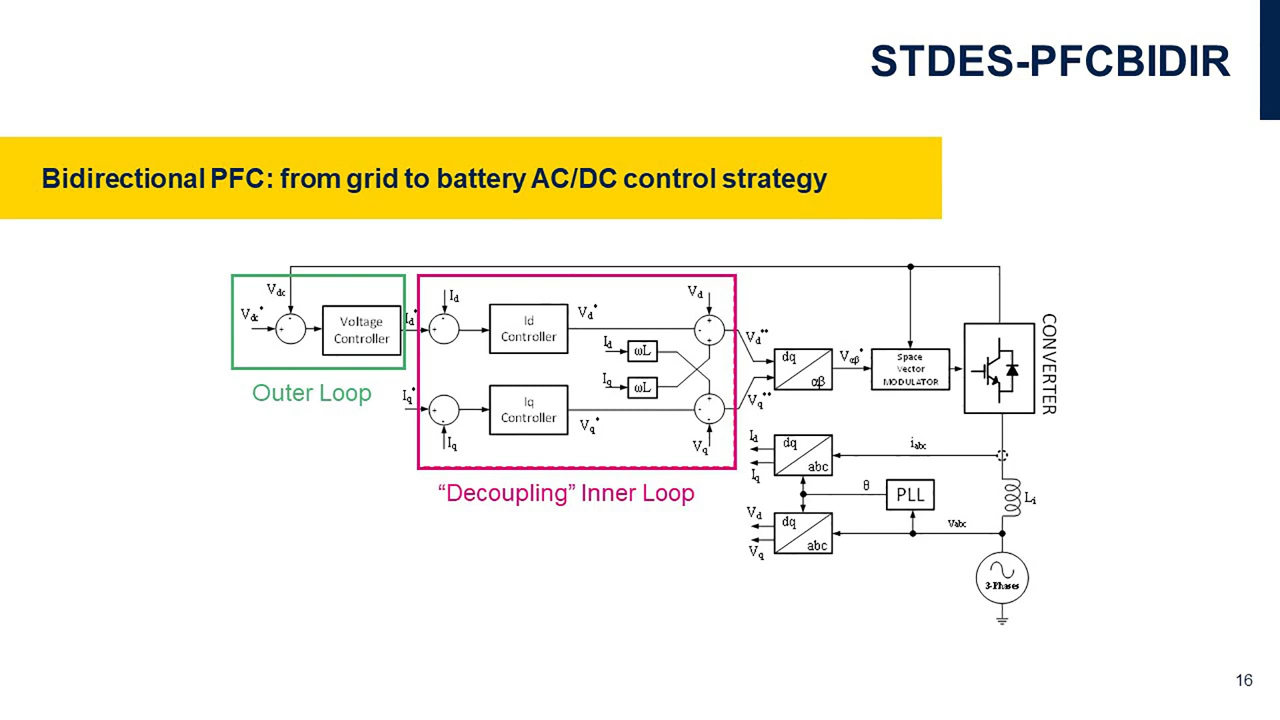 STDES-PFCBIDIR
Bidirectional PFC: from grid to battery AC/DC control strategy
Vdc
Vdc*
+
-
Voltage
Controller
Id*
Outer Loop
Id
-
+
Id
Controller
Vd*
Vd
+
-
+
Id
ωL
Iq
ωL
Iq*
+
-
Iq
Iq
Controller
Vq*
+
-
-
Vq
"Decoupling" Inner Loop
Vd**
Vq**
dq
αβ
Vαβ*
Space
Vector
MODULATOR
CONVERTER
Id
Iq
dq
abc
iabc
θ
PLL
Li
Vd
Vq
dq
abc
Vabc
3-Phases
16